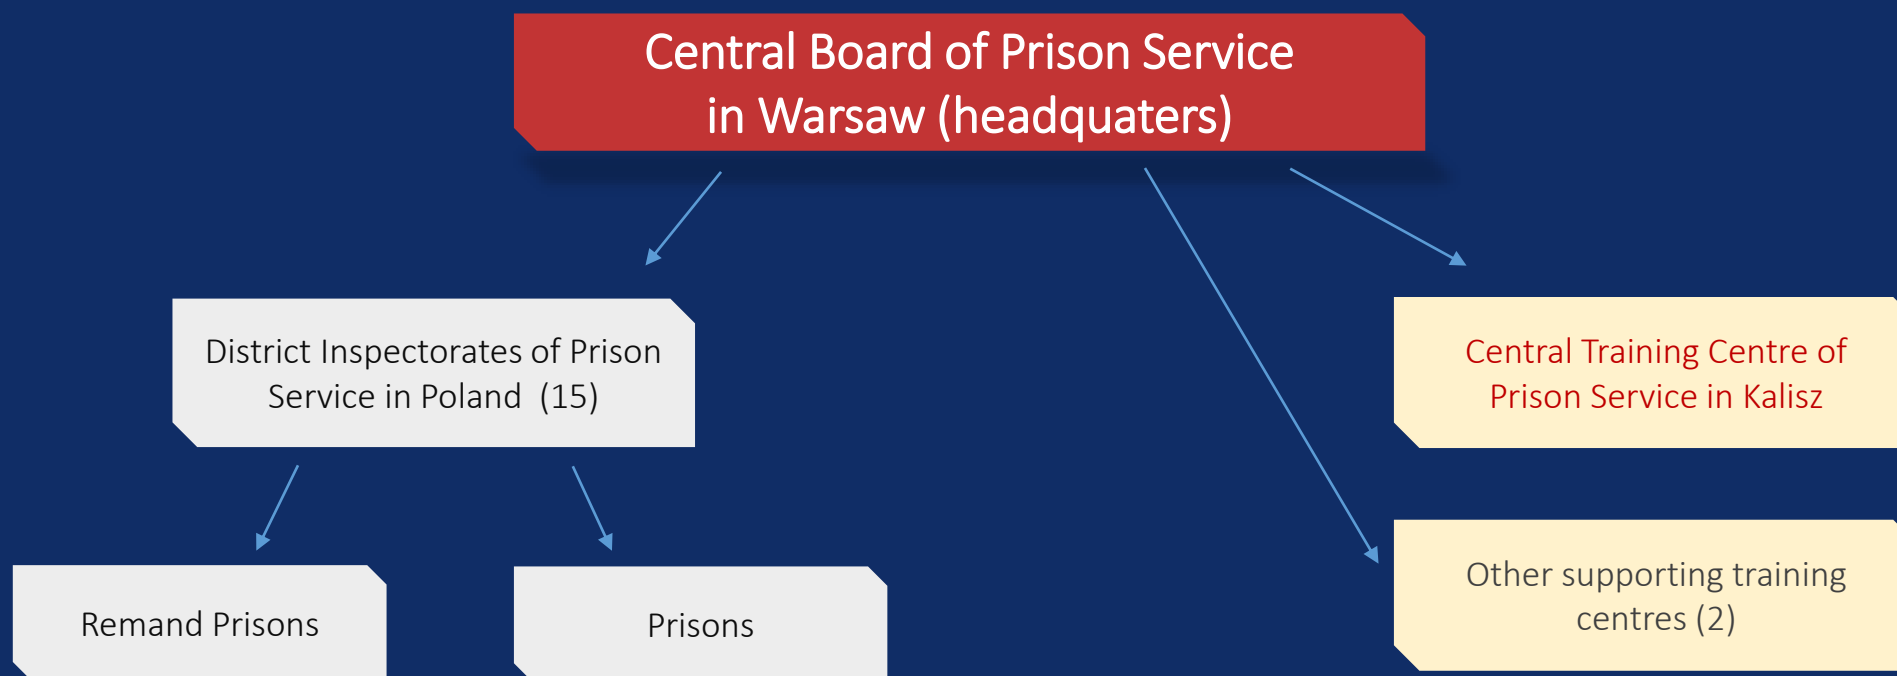 Central Board of Prison Service
in Warsaw (headquaters)
District Inspectorates of Prison
Service in Poland (15)
Central Training Centre of
Prison Service in Kalisz
Remand Prisons
Prisons
Other supporting training
centres (2)